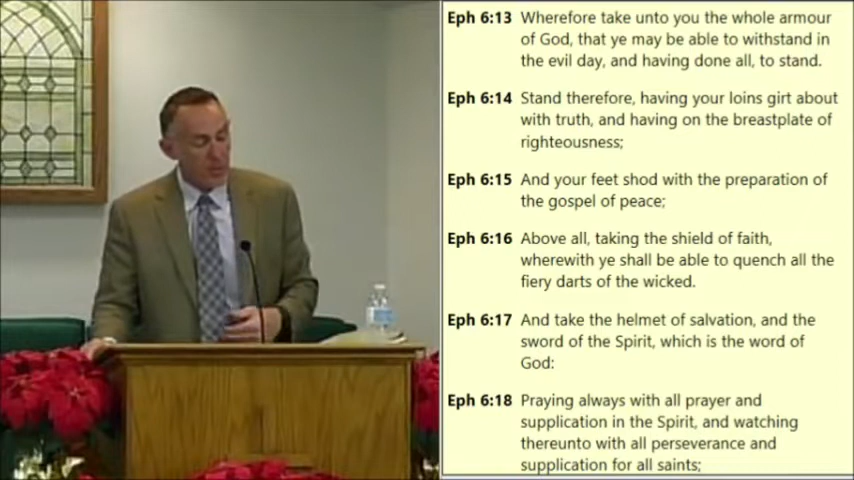 Eph 6:13 Wherefore take unto you the whole armour
of God, that ye may be able to withstand in
the evil day, and having done all, to stand.
Eph 6:14 Stand therefore, having your loins girt about
with truth, and having on the breastplate of
righteousness;
Eph 6:15 And your feet shod with the preparation of
the gospel of peace;
Eph 6:16 Above all, taking the shield of faith,
wherewith ye shall be able to quench all the
fiery darts of the wicked.
Eph 6:17 And take the helmet of salvation, and the
sword of the Spirit, which is the word of
God:
Eph 6:18 Praying always with all prayer and
supplication in the Spirit, and watching
thereunto with all perseverance and
supplication for all saints;